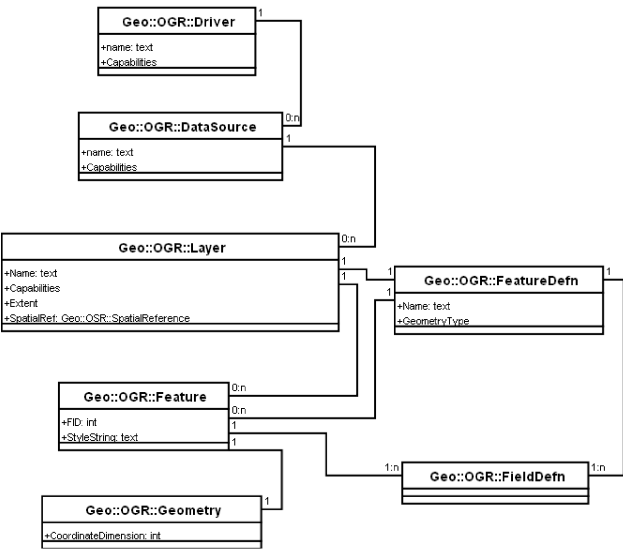 Geo::OGR::Driver
1
+name: text
+Capabilities
0:n
Geo::OGR::DataSource
1
+name: text
+Capabilities
0:n
Geo::OGR::Layer
1
1
+Name: text
+Capabilities
+Extent
+SpatialRef: Geo::OSR::SpatialReference
1
1
Geo::OGR::FeatureDefn
1
+Name: text
+GeometryType
0:n
Geo::OGR::Feature
0:n
+FID: int
1
+StyleString: text
1
1:n
Geo::OGR::FieldDefn
1:n
Geo::OGR::Geometry
1
+CoordinateDimension: int